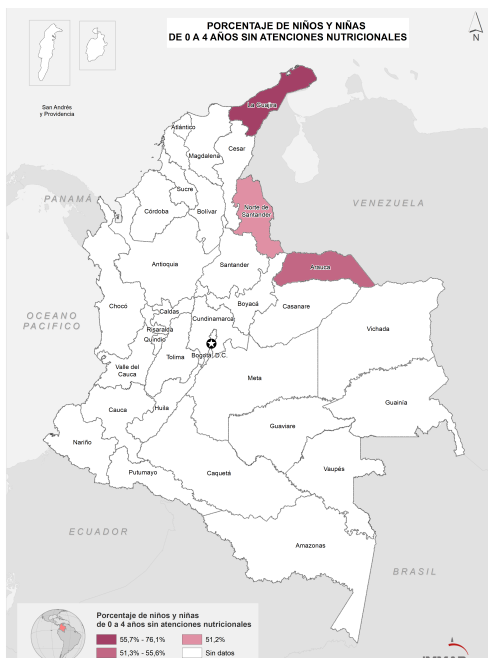 PORCENTAJE DE NIÑOS Y NIÑAS
DE 0 A 4 AÑOS SIN ATENCIONES NUTRICIONALES
N
San Andrés
y Providencia
La Guajira
Atlántico
Magdalena
Cesar
PANAMÁ
VENEZUELA
Sucre
Norte de
Santander
Córdoba
Bolívar
Antioquia
Santander
Arauca
OCEANO
PACIFICO
Chocó
Boyacá
Casanare
Caldas
Cundinamarca
Risaralda
Quindio
Vichada
Tolima
Bogotá, D.C.
Valle del
Cauca
Meta
Guainía
Cauca
Huila
Guaviare
Nariño
Vaupés
Putumayo
Caquetá
ECUADOR
Amazonas
BRASIL
Porcentaje de niños y niñas
de 0 a 4 años sin atenciones nutricionales
55,7% - 76,1%
51,2%
51,3% - 55,6%
Sin datos